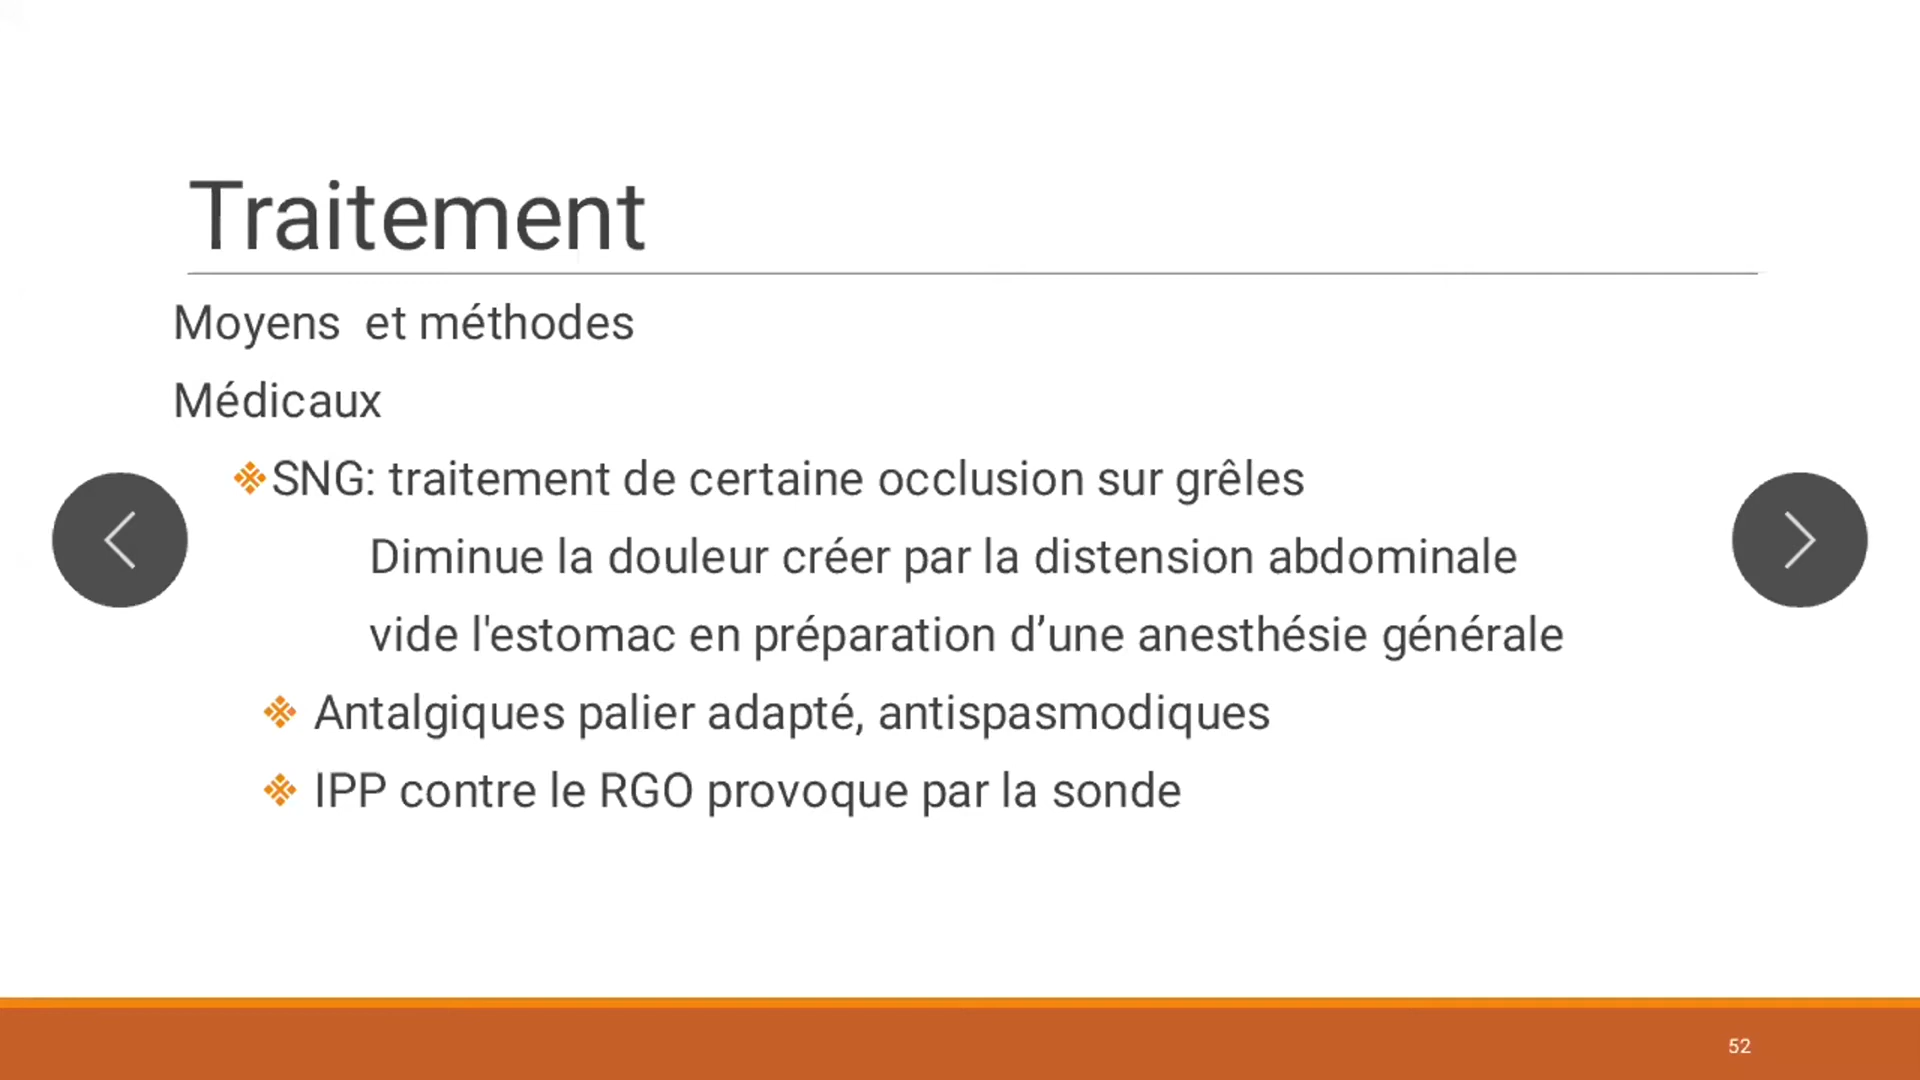 Traitement
Moyens et méthodes
Médicaux
❖SNG: traitement de certaine occlusion sur grêles
Diminue la douleur créer par la distension abdominale
vide l'estomac en préparation d’une anesthésie générale
❖ Antalgiques palier adapté, antispasmodiques
❖ IPP contre le RGO provoque par la sonde
52